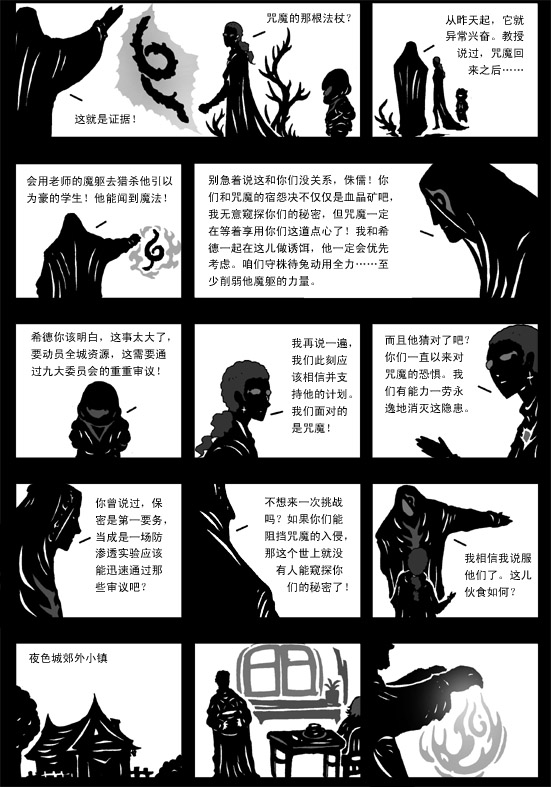 这就是证据！
咒魔的那根法杖？
从昨天起，它就
异常兴奋。教授
说过，咒魔回
来之后……
会用老师的魔躯去猎杀他引以
为豪的学生！他能闻到魔法！
别急着说这和你们没关系，侏儒！你
们和咒魔的宿怨决不仅仅是血晶矿吧，
我无意窥探你们的秘密，但咒魔一定
在等着享用你们这道点心了！我和希
德一起在这儿做诱饵，他一定会优先
考虑。咱们守株待兔动用全力……至
少削弱他魔躯的力量。
希德你该明白，这事太大了，
要动员全城资源，这需要通
过九大委员会的重重审议！
我再说一遍，
我们此刻应
该相信并支
持他的计划。
我们面对的
是咒魔！
而且他猜对了吧？
你们一直以来对
咒魔的恐惧。我
们有能力一劳永
逸地消灭这隐患。
你曾说过，保
密是第一要务，
当成是一场防
渗透实验应该
能迅速通过那
些审议吧？
不想来一次挑战
吗？如果你们能
阻挡咒魔的入侵，
那这个世上就没
有人能窥探你
们的秘密了！
我相信我说服
他们了。这儿
伙食如何？
夜色城郊外小镇